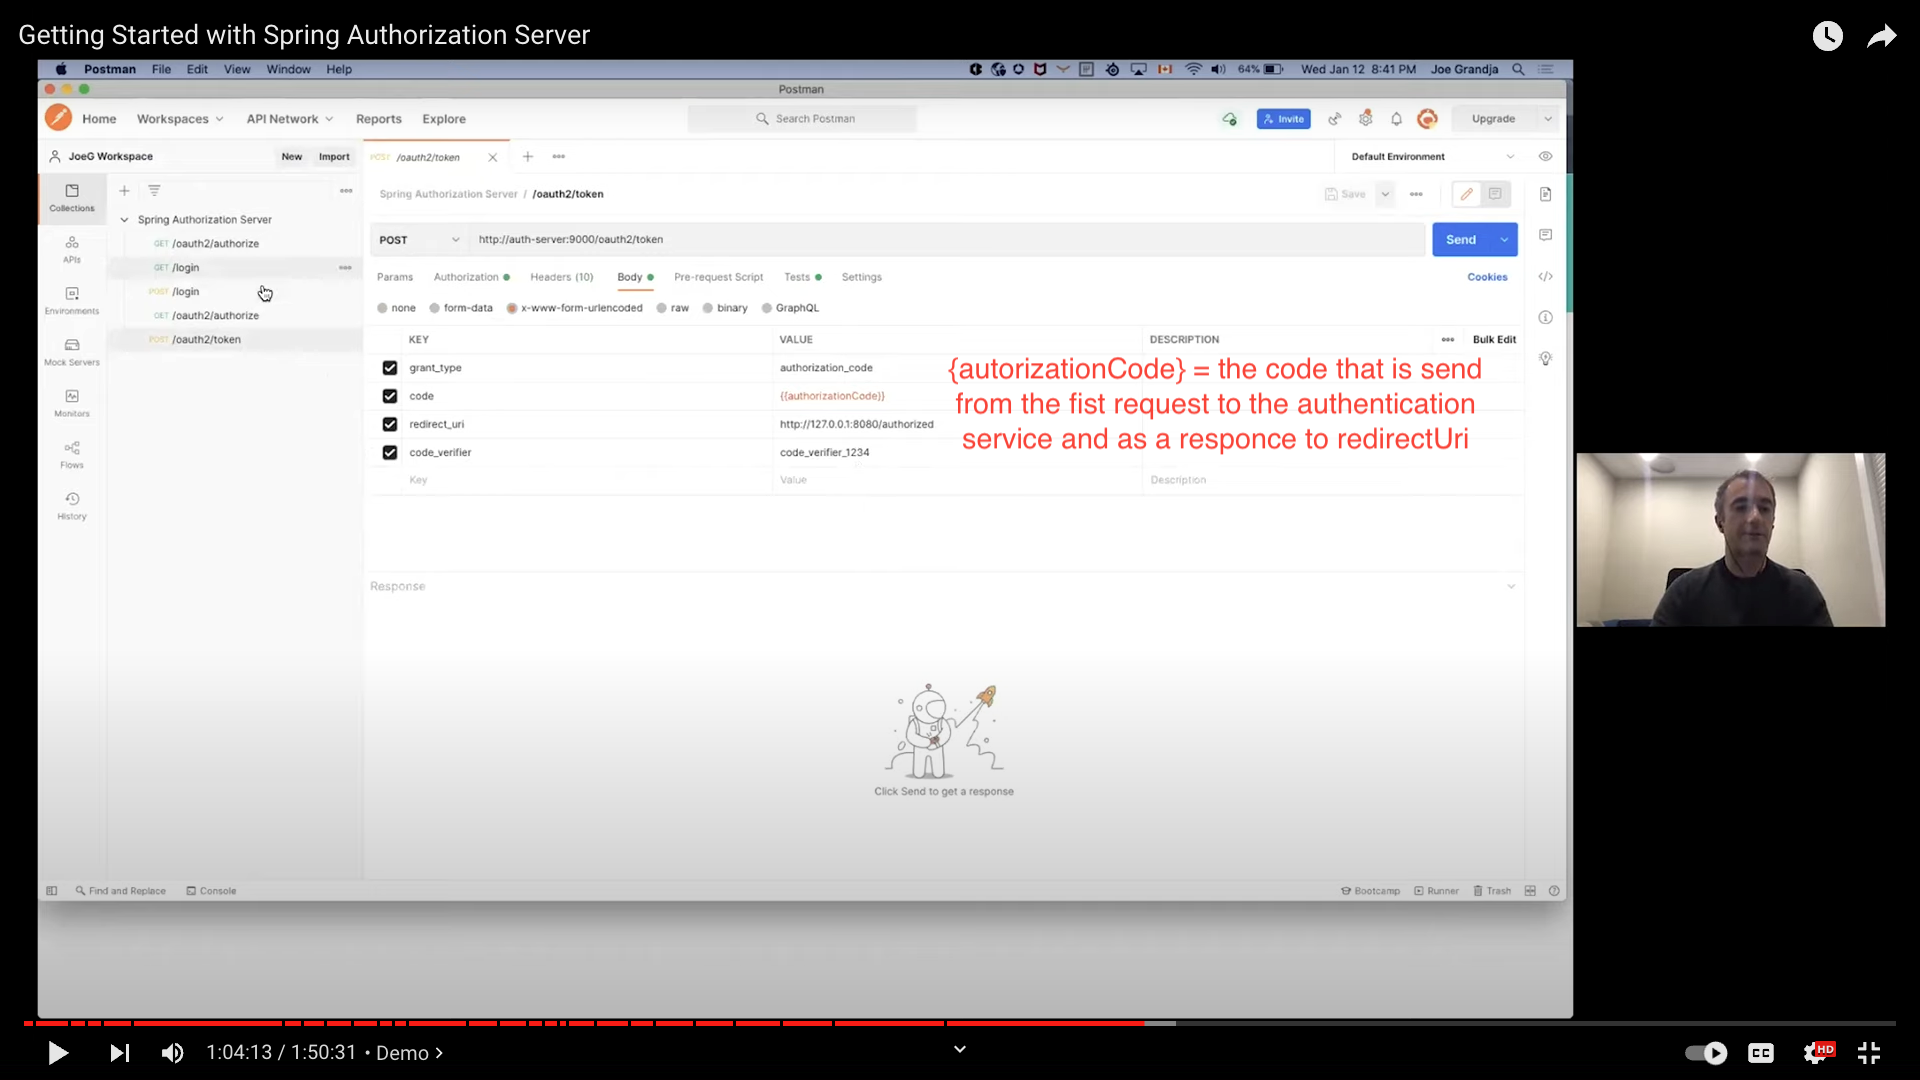 Getting Started with Spring Authorization Server
Postman File Edit View Window Help
64% Wed Jan 12 8:41 PM Joe Grandja
Postman
Home Workspaces API Network Reports Explore
Search Postman
Invite
Upgrade
JoeG Workspace New Import
POST /oauth2/token
Default Environment
Collections
APIs
Environments
Mock Servers
Monitors
Flows
History
Spring Authorization Server
GET /oauth2/authorize
GET /login
POST /login
GET /oauth2/authorize
POST /oauth2/token
Spring Authorization Server / /oauth2/token
Save
POST http://auth-server:9000/oauth2/token Send
Params Authorization Headers (10) Body Pre-request Script Tests Settings Cookies
none form-data x-www-form-urlencoded raw binary GraphQL
KEY VALUE DESCRIPTION Bulk Edit
grant_type authorization_code
code {{authorizationCode}}
redirect_uri http://127.0.0.1:8080/authorized
code_verifier code_verifier_1234
Key Value Description
{autorizationCode} = the code that is send
from the fist request to the authentication
service and as a responce to redirectUri
Response
Click Send to get a response
Find and Replace Console
Bootcamp Runner Trash
1:04:13 / 1:50:31 • Demo
CC
HD